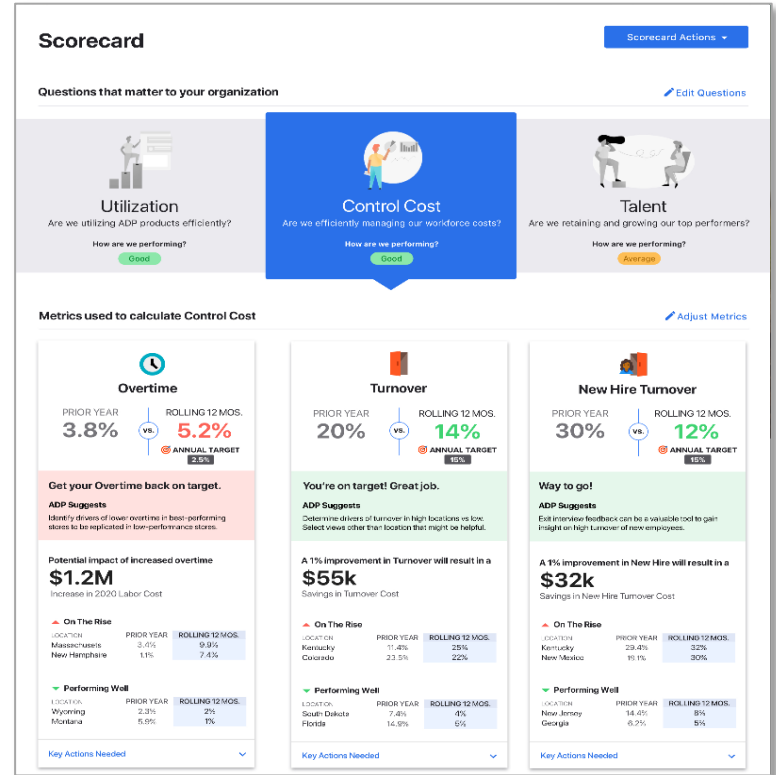 Scorecard
Scorecard Actions
Questions that matter to your organization
Edit Questions
Utilization
Are we utilizing ADP products efficiently?
How are we performing?
Good
Control Cost
Are we efficiently managing our workforce costs?
How are we performing?
Good
Talent
Are we retaining and growing our top performers?
How are we performing?
Average
Metrics used to calculate Control Cost
Adjust Metrics
Overtime
PRIOR YEAR
3.8%
vs.
ROLLING 12 MOS.
5.2%
ANNUAL TARGET
2.5%
Get your Overtime back on target.
ADP Suggests
Identify drivers of lower overtime in best-performing
stores to be replicated in low-performance stores.
Potential impact of increased overtime
$1.2M
Increase in 2020 Labor Cost
On The Rise
LOCATION PRIOR YEAR ROLLING 12 MOS.
Massachusets 3.4% 9.9%
New Hampshire 1.1% 7.4%
Performing Well
LOCATION PRIOR YEAR ROLLING 12 MOS.
Wyoming 2.3% 2%
Montana 5.9% 1%
Key Actions Needed
Turnover
PRIOR YEAR
20%
vs.
ROLLING 12 MOS.
14%
ANNUAL TARGET
15%
You're on target! Great job.
ADP Suggests
Determine drivers of turnover in high locations vs low.
Select views other than location that might be helpful.
A 1% improvement in Turnover will result in a
$55k
Savings in Turnover Cost
On The Rise
LOCATION PRIOR YEAR ROLLING 12 MOS.
Kentucky 11.4% 25%
Colorado 23.5% 22%
Performing Well
LOCATION PRIOR YEAR ROLLING 12 MOS.
South Dakota 7.4% 4%
Florida 14.9% 5%
Key Actions Needed
New Hire Turnover
PRIOR YEAR
30%
vs.
ROLLING 12 MOS.
12%
ANNUAL TARGET
15%
Way to go!
ADP Suggests
Exit interview feedback can be a valuable tool to gain
insight on high turnover of new employees.
A 1% improvement in New Hire will result in a
$32k
Savings in New Hire Turnover Cost
On The Rise
LOCATION PRIOR YEAR ROLLING 12 MOS.
Kentucky 29.4% 32%
New Mexico 30%
Performing Well
LOCATION PRIOR YEAR ROLLING 12 MOS.
New Jersey 14.4% 8%
Georgia 6.2% 5%
Key Actions Needed